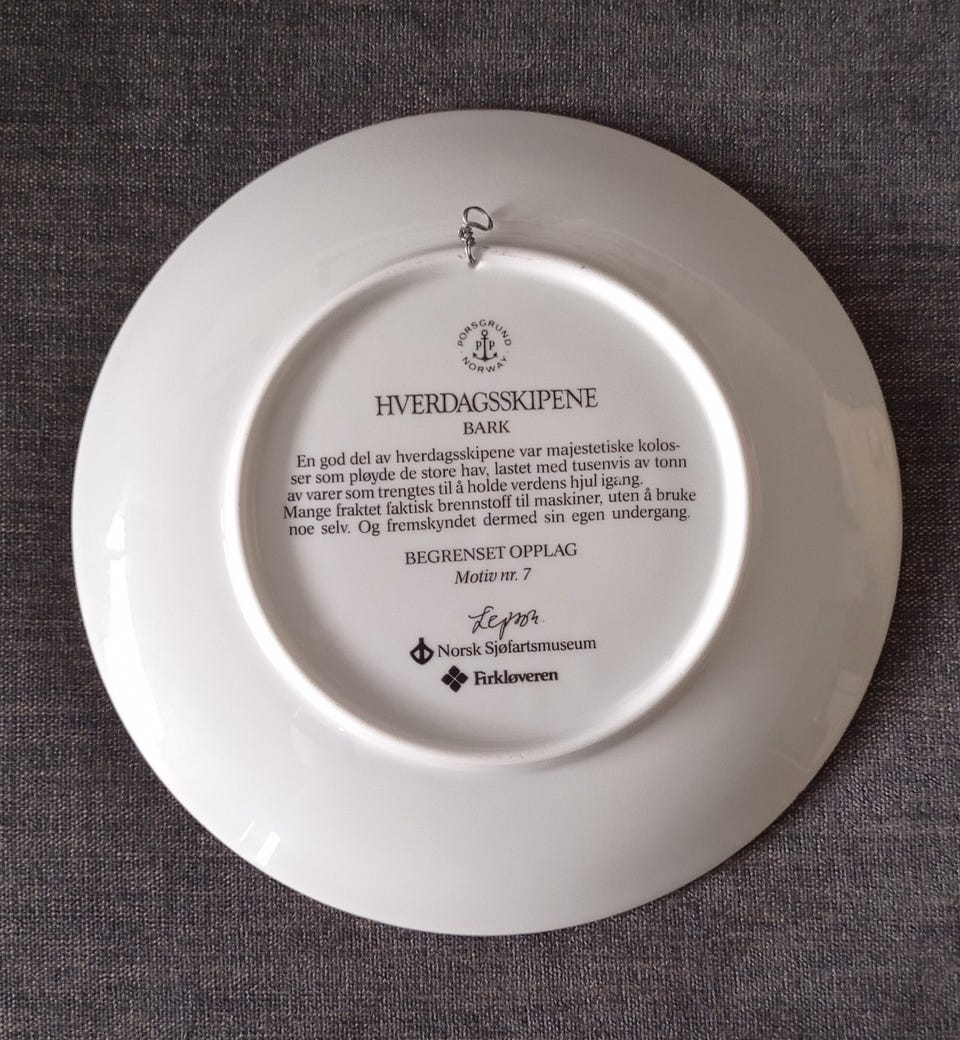 PORSGRUND
P P
NORWAY
HVERDAGSSKIPENE
BARK
En god del av hverdagsskipene var majestetiske kolos-
ser som pløyde de store hav, lastet med tusenvis av tonn
av varer som trengtes til å holde verdens hjul igang.
Mange fraktet faktisk brennstoff til maskiner, uten å bruke
noe selv. Og fremskyndet dermed sin egen undergang.
BEGRENSET OPPLAG
Motiv nr. 7
Norsk Sjøfartsmuseum
Firkløveren